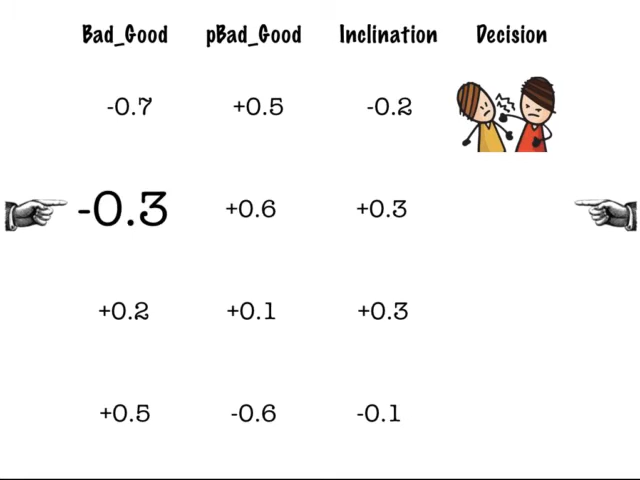 Bad_Good pBad_Good Inclination Decision
-0.7 +0.5 -0.2
-0.3 +0.6 +0.3
+0.2 +0.1 +0.3
+0.5 -0.6 -0.1